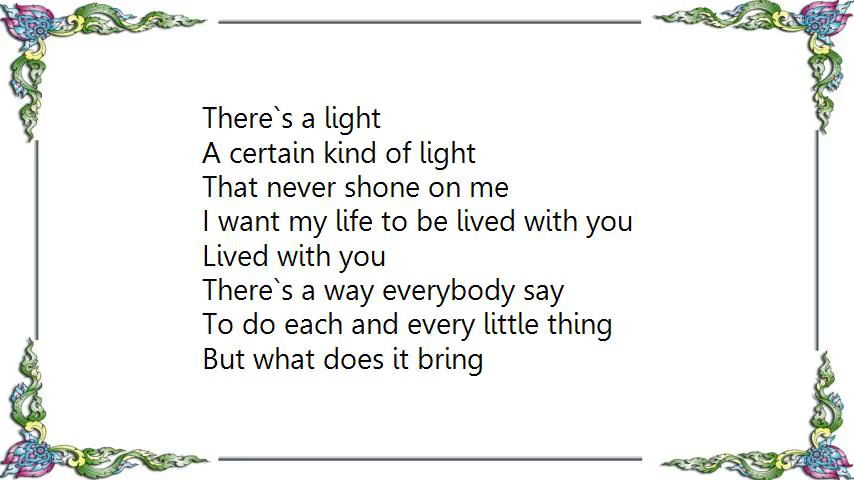 There`s a light
A certain kind of light
That never shone on me
I want my life to be lived with you
Lived with you
There`s a way everybody say
To do each and every little thing
But what does it bring